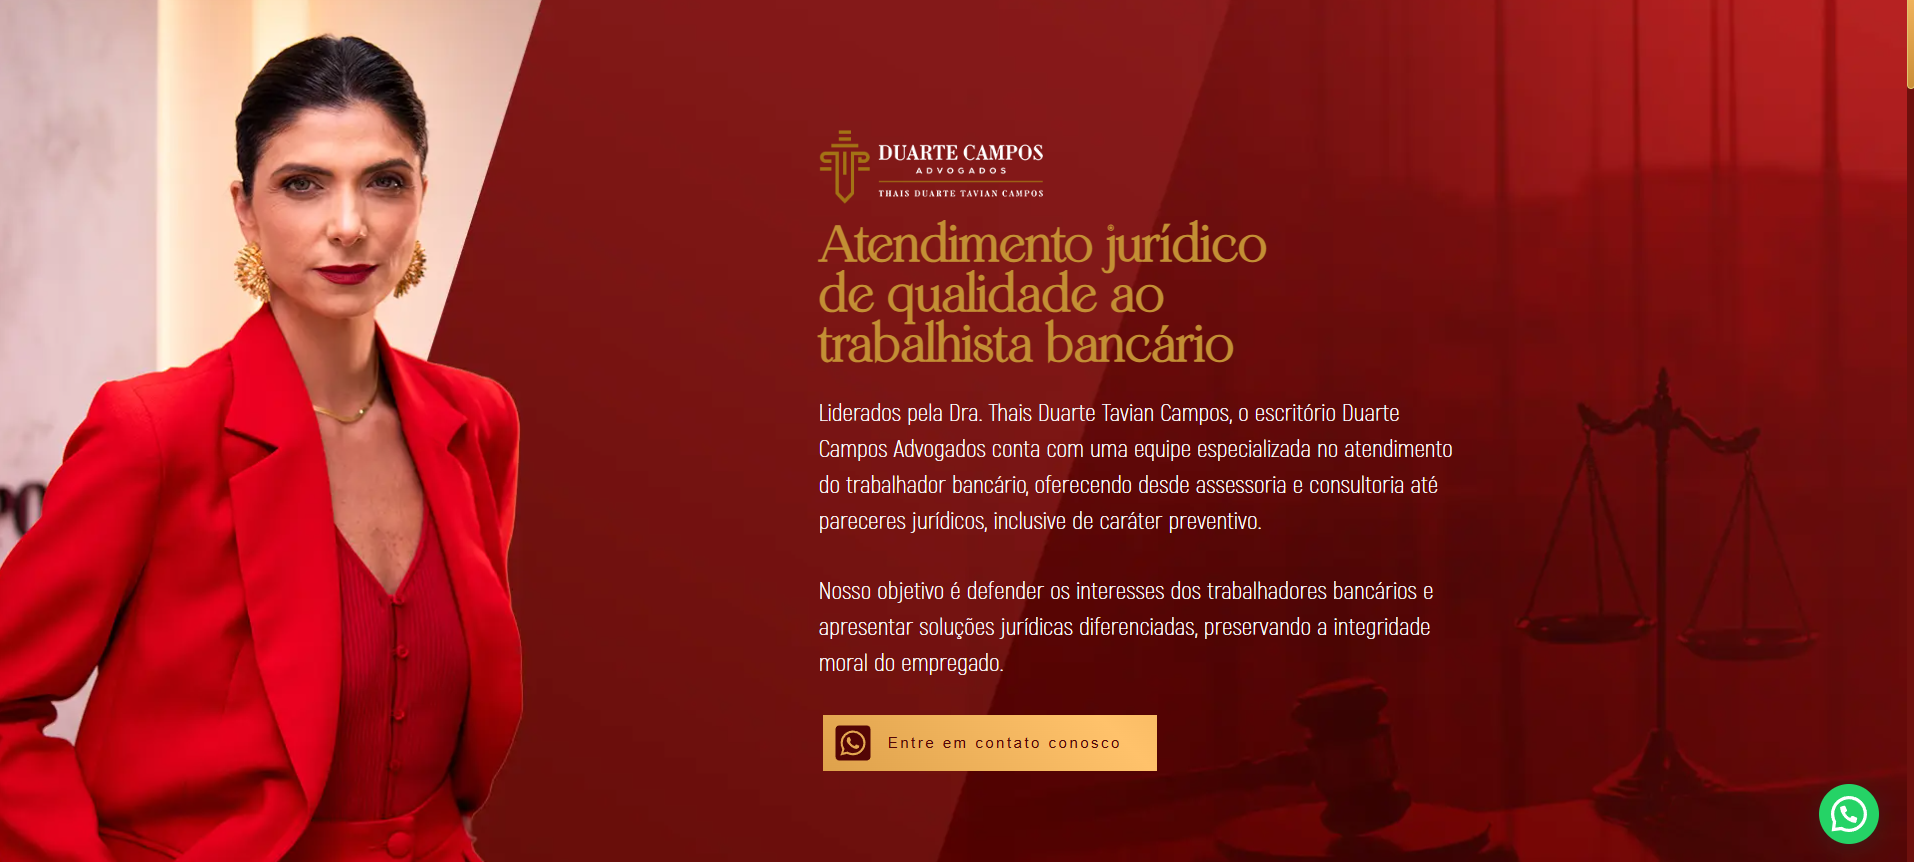 DUARTE CAMPOS
ADVOGADOS
THAIS DUARTE TAVIAN CAMPOS
Atendimento jurídico
de qualidade ao
trabalhista bancário
Liderados pela Dra. Thais Duarte Tavian Campos, o escritório Duarte
Campos Advogados conta com uma equipe especializada no atendimento
do trabalhador bancário, oferecendo desde assessoria e consultoria até
pareceres jurídicos, inclusive de caráter preventivo.
Nosso objetivo é defender os interesses dos trabalhadores bancários e
apresentar soluções jurídicas diferenciadas, preservando a integridade
moral do empregado.
Entre em contato conosco